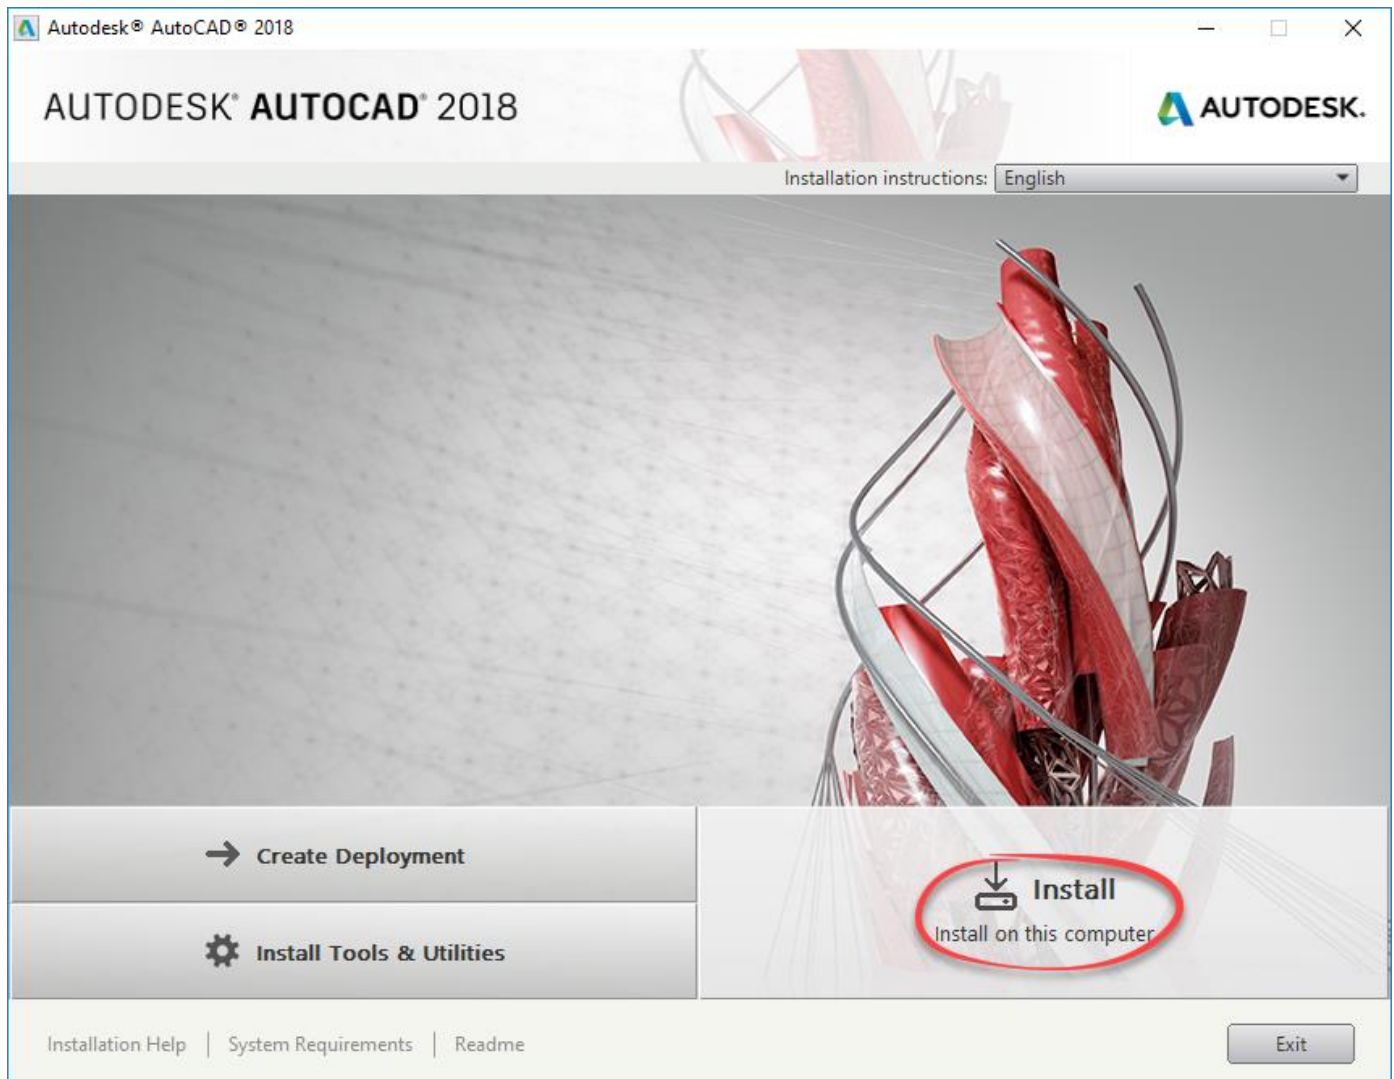 Autodesk® AutoCAD® 2018
AUTODESK® AUTOCAD® 2018
AUTODESK.
Installation instructions: English
Create Deployment
Install
Install on this computer
Install Tools & Utilities
Installation Help | System Requirements | Readme
Exit